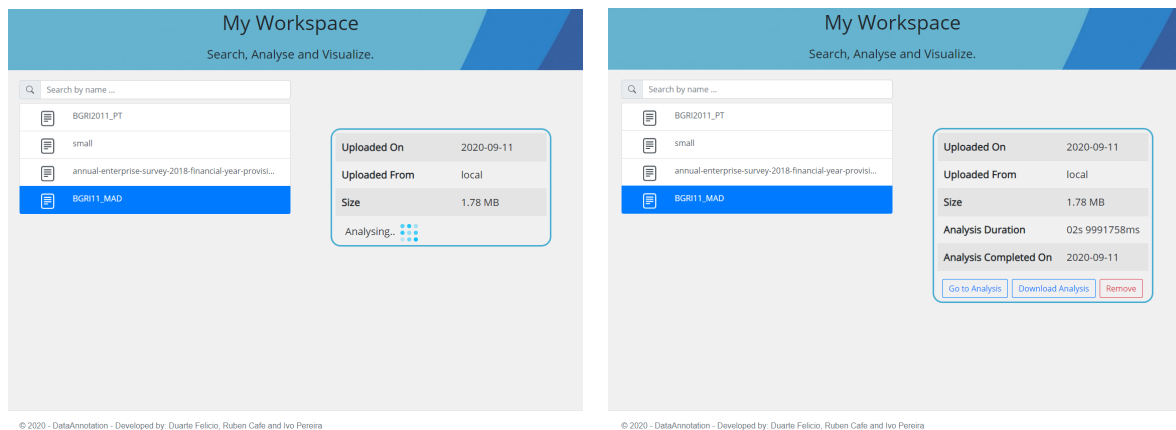 My Workspace
Search, Analyse and Visualize.
Search by name ...
BGRI2011_PT
small
annual-enterprise-survey-2018-financial-year-provisi...
BGRI11_MAD
Uploaded On 2020-09-11
Uploaded From local
Size 1.78 MB
Analysing..
© 2020 - DataAnnotation - Developed by: Duarte Felicio, Ruben Cafe and Ivo Pereira
My Workspace
Search, Analyse and Visualize.
Search by name ...
BGRI2011_PT
small
annual-enterprise-survey-2018-financial-year-provisi...
BGRI11_MAD
Uploaded On 2020-09-11
Uploaded From local
Size 1.78 MB
Analysis Duration 02s 9991758ms
Analysis Completed On 2020-09-11
Go to Analysis Download Analysis Remove
© 2020 - DataAnnotation - Developed by: Duarte Felicio, Ruben Cafe and Ivo Pereira